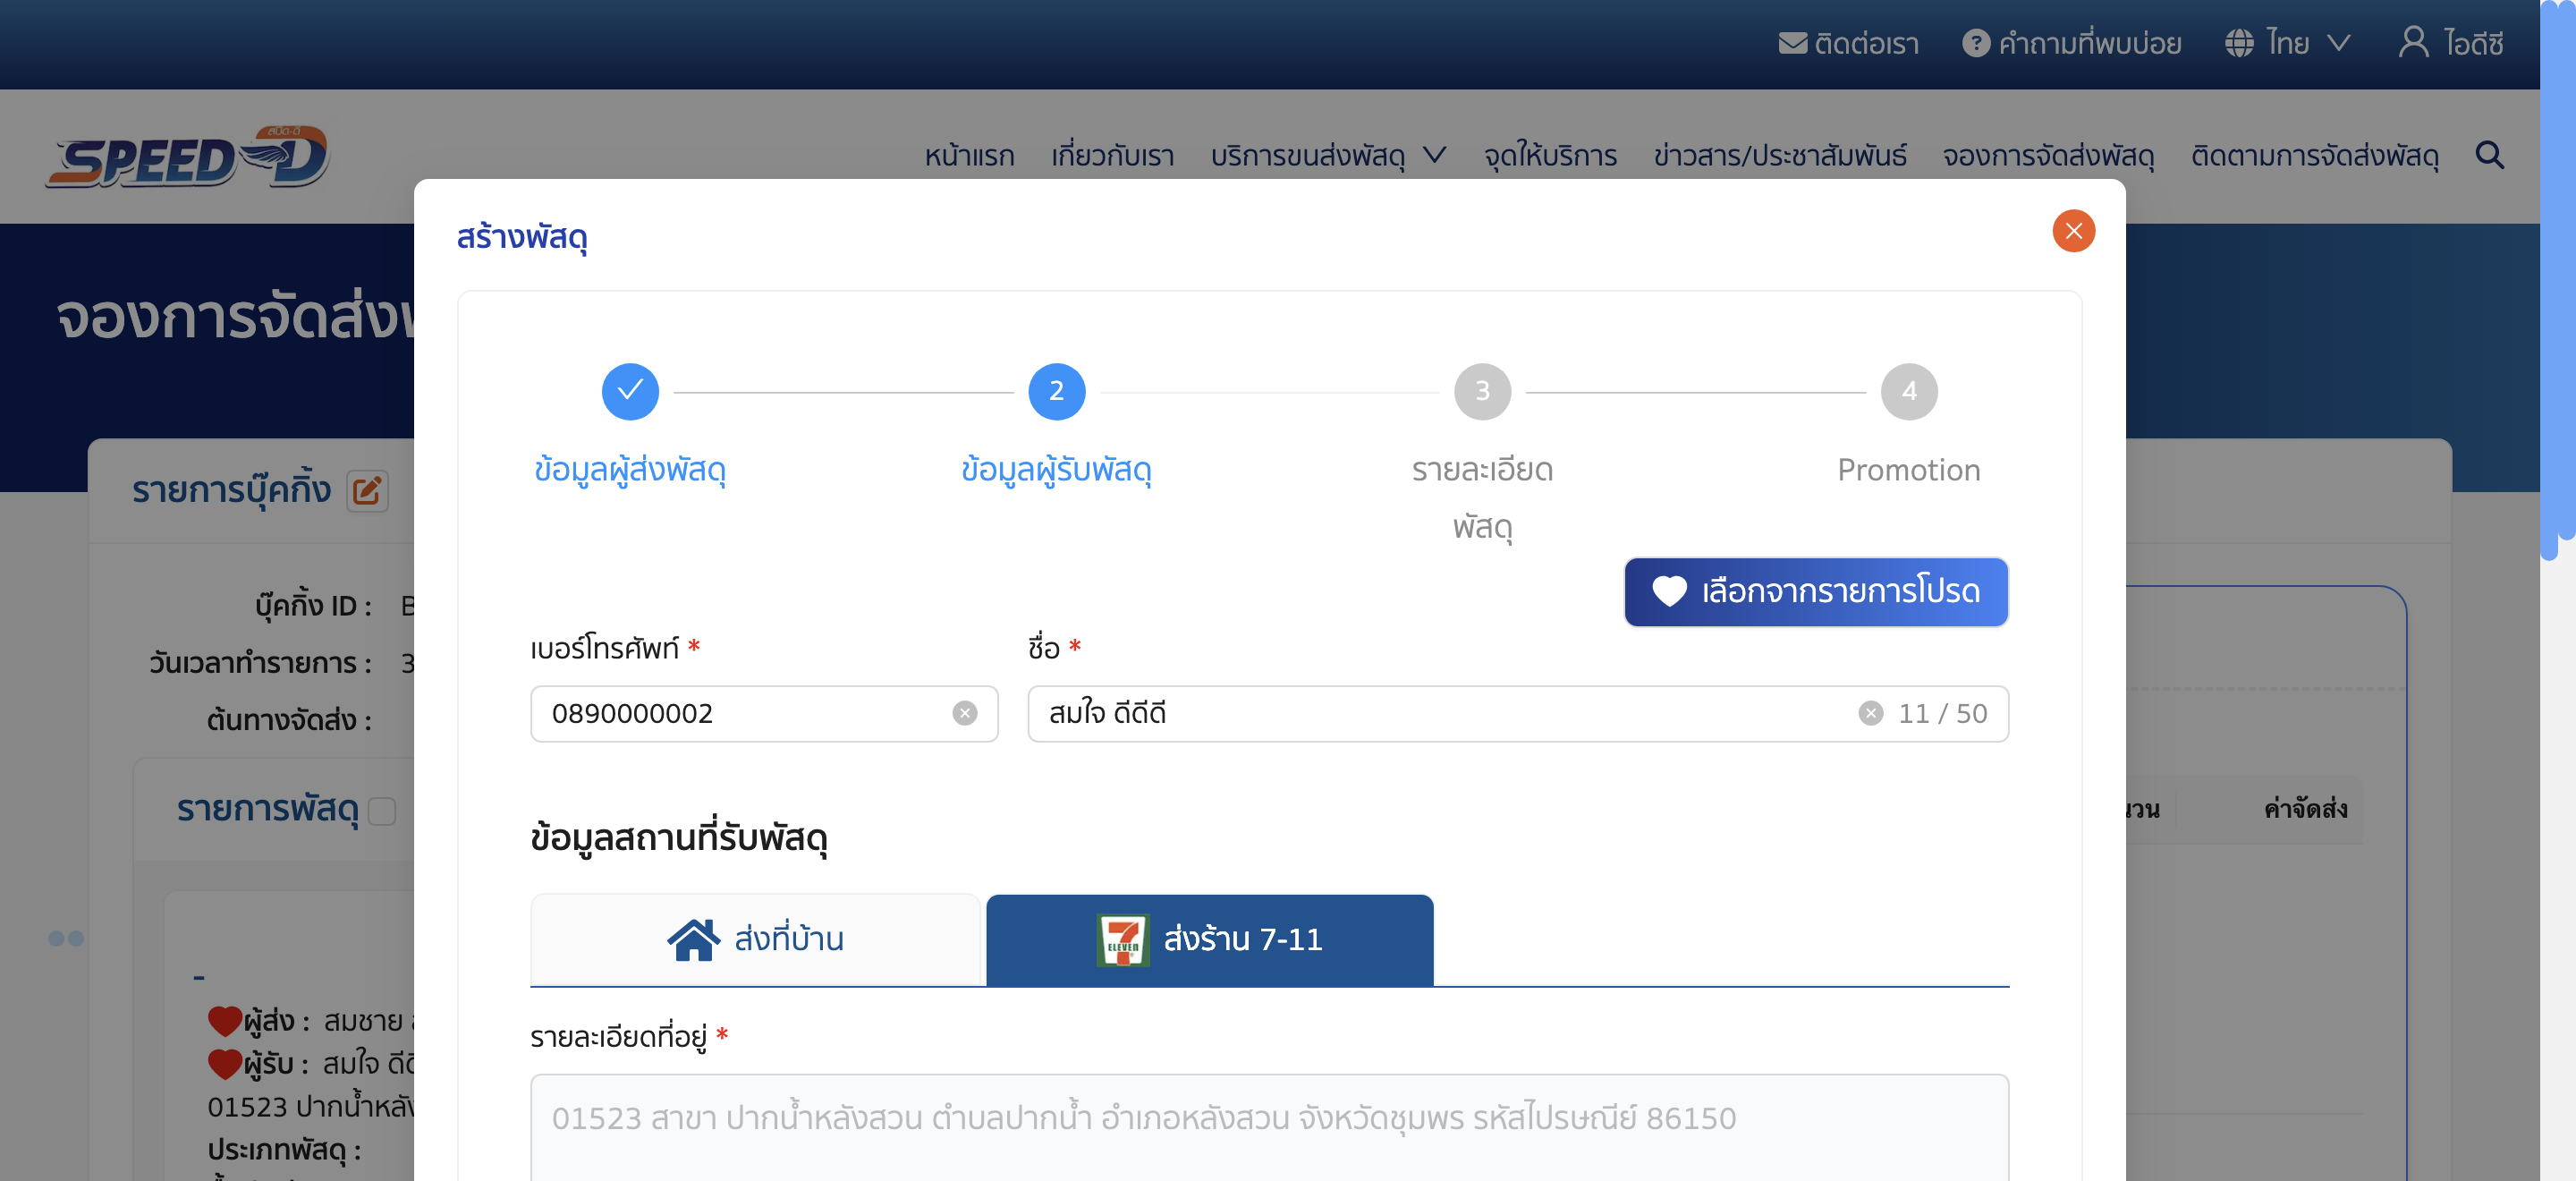 ติดต่อเรา คำถามที่พบบ่อย ไทย ไอดีซี
SPEED-D สปีด-ดี
หน้าแรก เกี่ยวกับเรา บริการขนส่งพัสดุ จุดให้บริการ ข่าวสาร/ประชาสัมพันธ์ จองการจัดส่งพัสดุ ติดตามการจัดส่งพัสดุ
สร้างพัสดุ
จองการจัดส่งพ
2 3 4
ข้อมูลผู้ส่งพัสดุ ข้อมูลผู้รับพัสดุ รายละเอียด Promotion
พัสดุ
รายการบุ๊คกิ้ง
เลือกจากรายการโปรด
บุ๊คกิ้ง ID : B
เบอร์โทรศัพท์ * ชื่อ *
วันเวลาทำรายการ : 3
0890000002 สมใจ ดีดีดี 11 / 50
ต้นทางจัดส่ง :
รายการพัสดุ
นวน ค่าจัดส่ง
ข้อมูลสถานที่รับพัสดุ
ส่งที่บ้าน 7 ELEVEN ส่งร้าน 7-11
-
ผู้ส่ง : สมชาย
รายละเอียดที่อยู่ *
ผู้รับ : สมใจ ดีดี
01523 ปากน้ำหลัง
01523 สาขา ปากน้ำหลังสวน ตำบลปากน้ำ อำเภอหลังสวน จังหวัดชุมพร รหัสไปรษณีย์ 86150
ประเภทพัสดุ :